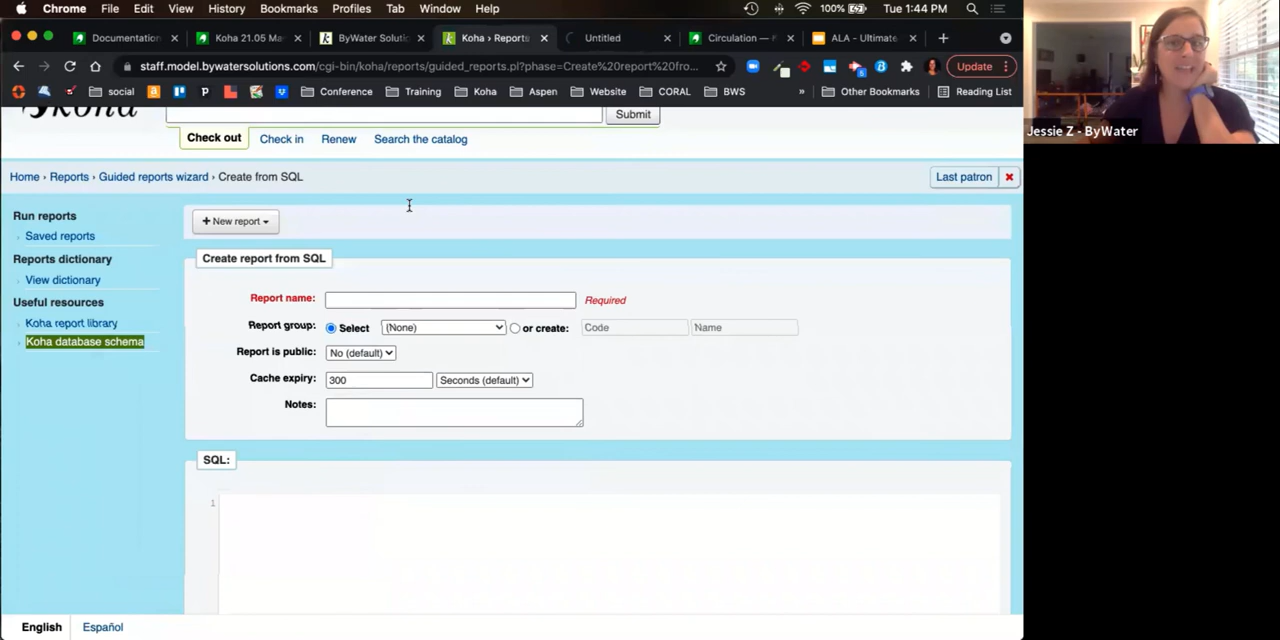 Chrome File Edit View History Bookmarks Profiles Tab Window Help 100% Tue 1:44 PM
Documentation Koha 21.05 Ma ByWater Soluti Koha › Reports Untitled Circulation — ALA - Ultimate
staff.model.bywatersolutions.com/cgi-bin/koha/reports/guided_reports.pl?phase=Create%20report%20fro... Update
social Conference Training Koha Aspen Website CORAL BWS » Other Bookmarks Reading List
koha Submit
Check out Check in Renew Search the catalog
Jessie Z - ByWater
Home › Reports › Guided reports wizard › Create from SQL Last patron
Run reports
Saved reports
+ New report
Reports dictionary
View dictionary
Create report from SQL
Useful resources
Koha report library
Koha database schema
Report name: Required
Report group: Select (None) or create: Code Name
Report is public: No (default)
Cache expiry: 300 Seconds (default)
Notes:
SQL:
1
English Español